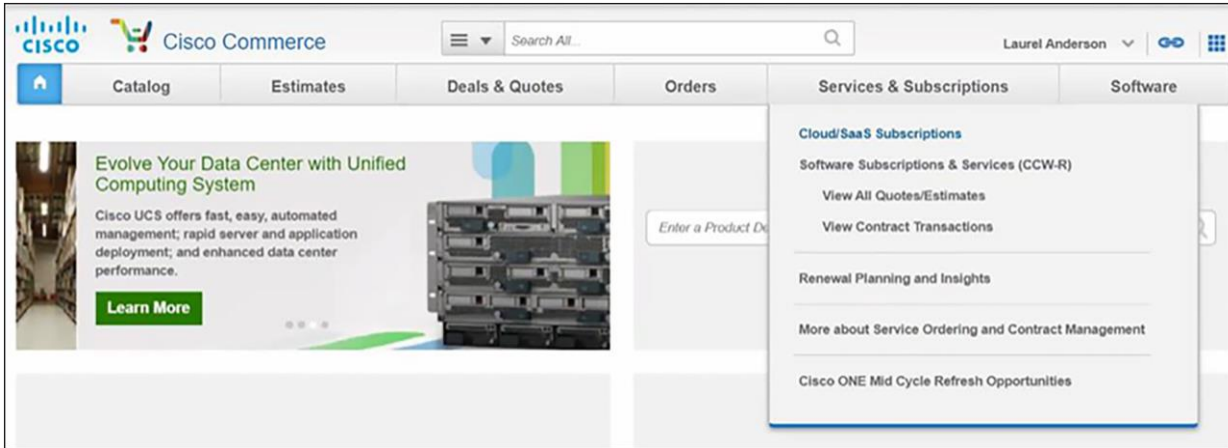 CISCO
Cisco Commerce
Search All...
Laurel Anderson
Catalog
Estimates
Deals & Quotes
Orders
Services & Subscriptions
Software
Evolve Your Data Center with Unified
Computing System
Cisco UCS offers fast, easy, automated
management; rapid server and application
deployment; and enhanced data center
performance.
Learn More
Enter a Product De
Cloud/SaaS Subscriptions
Software Subscriptions & Services (CCW-R)
View All Quotes/Estimates
View Contract Transactions
Renewal Planning and Insights
More about Service Ordering and Contract Management
Cisco ONE Mid Cycle Refresh Opportunities